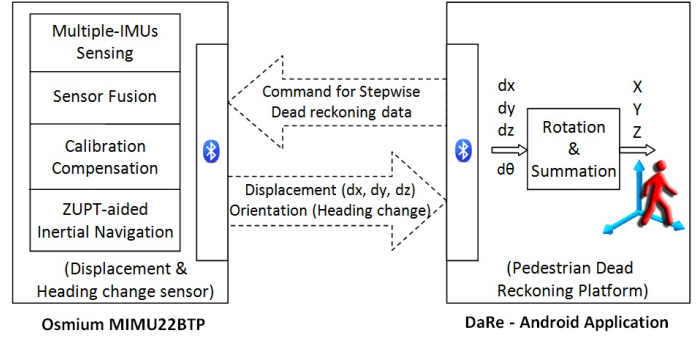 Multiple-IMUs
Sensing
Sensor Fusion
Calibration
Compensation
ZUPT-aided
Inertial Navigation
(Displacement &
Heading change sensor)
Osmium MIMU22BTP
Command for Stepwise
Dead reckoning data
Displacement (dx, dy, dz)
Orientation (Heading change)
dx
dy
dz
dθ
Rotation
&
Summation
X
Y
Z
(Pedestrian Dead
Reckoning Platform)
DaRe - Android Application